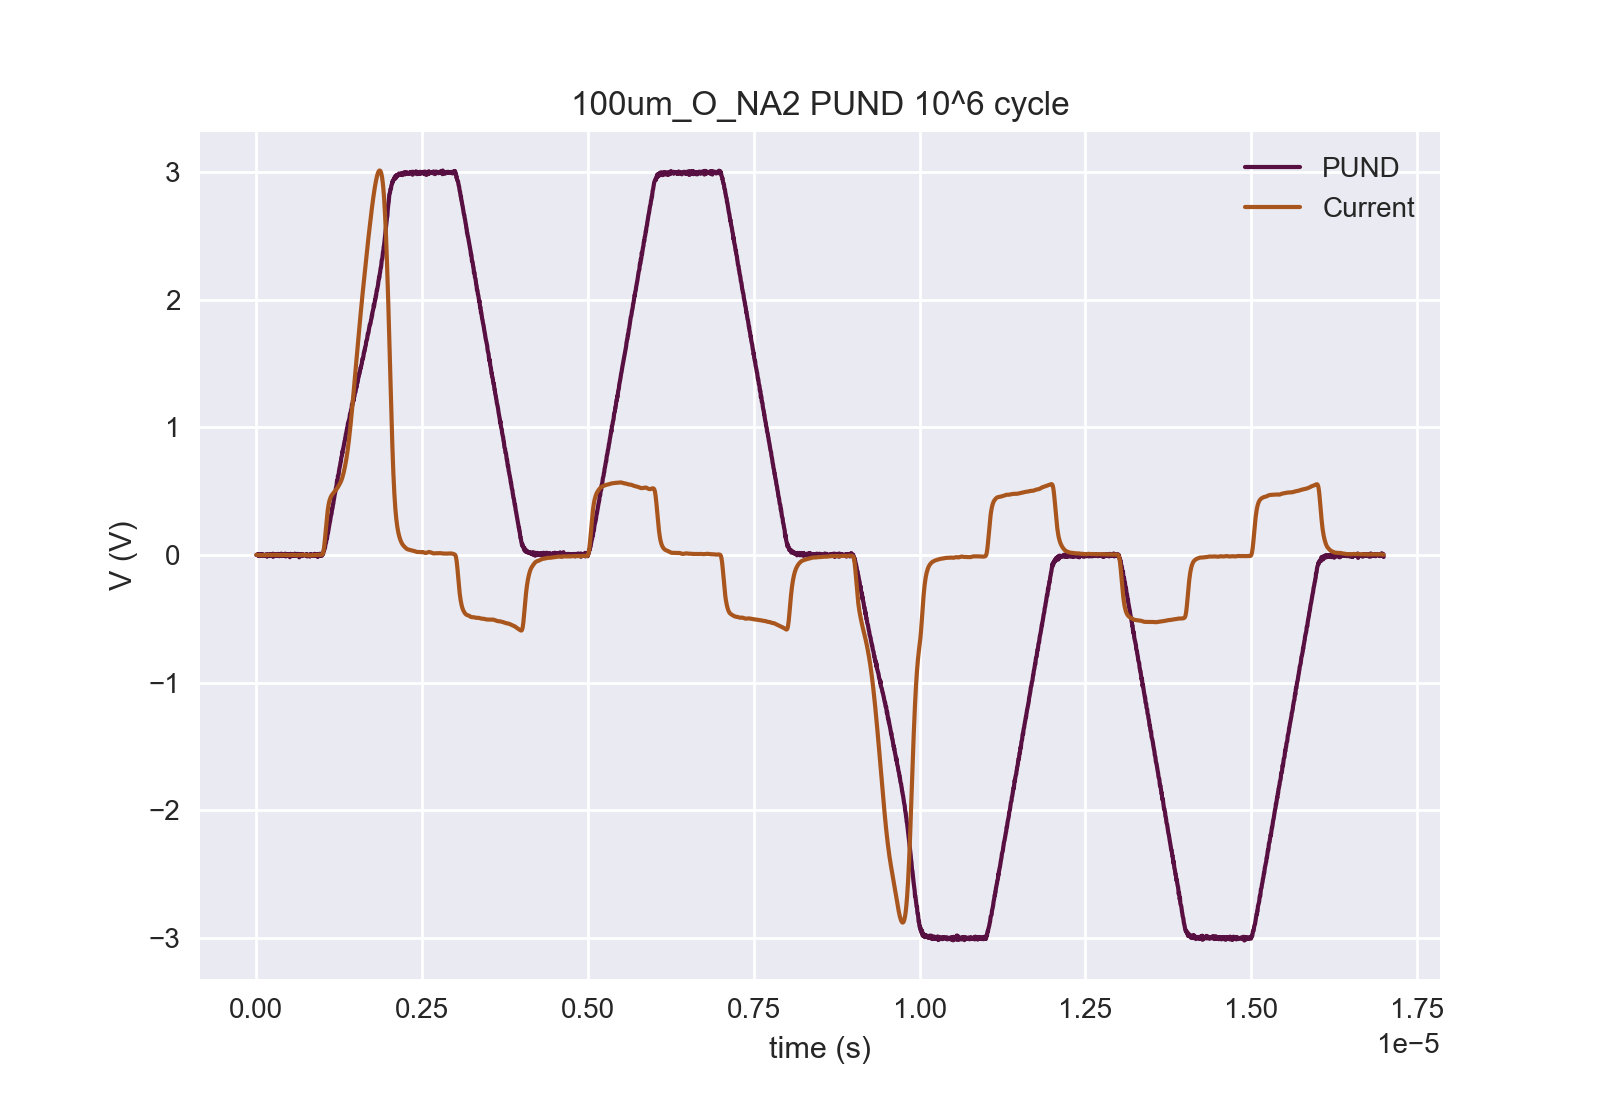 100um_O_NA2 PUND 10^6 cycle
PUND
Current
3
2
1
0
−1
−2
−3
V (V)
0.00 0.25 0.50 0.75 1.00 1.25 1.50 1.75
1e−5
time (s)